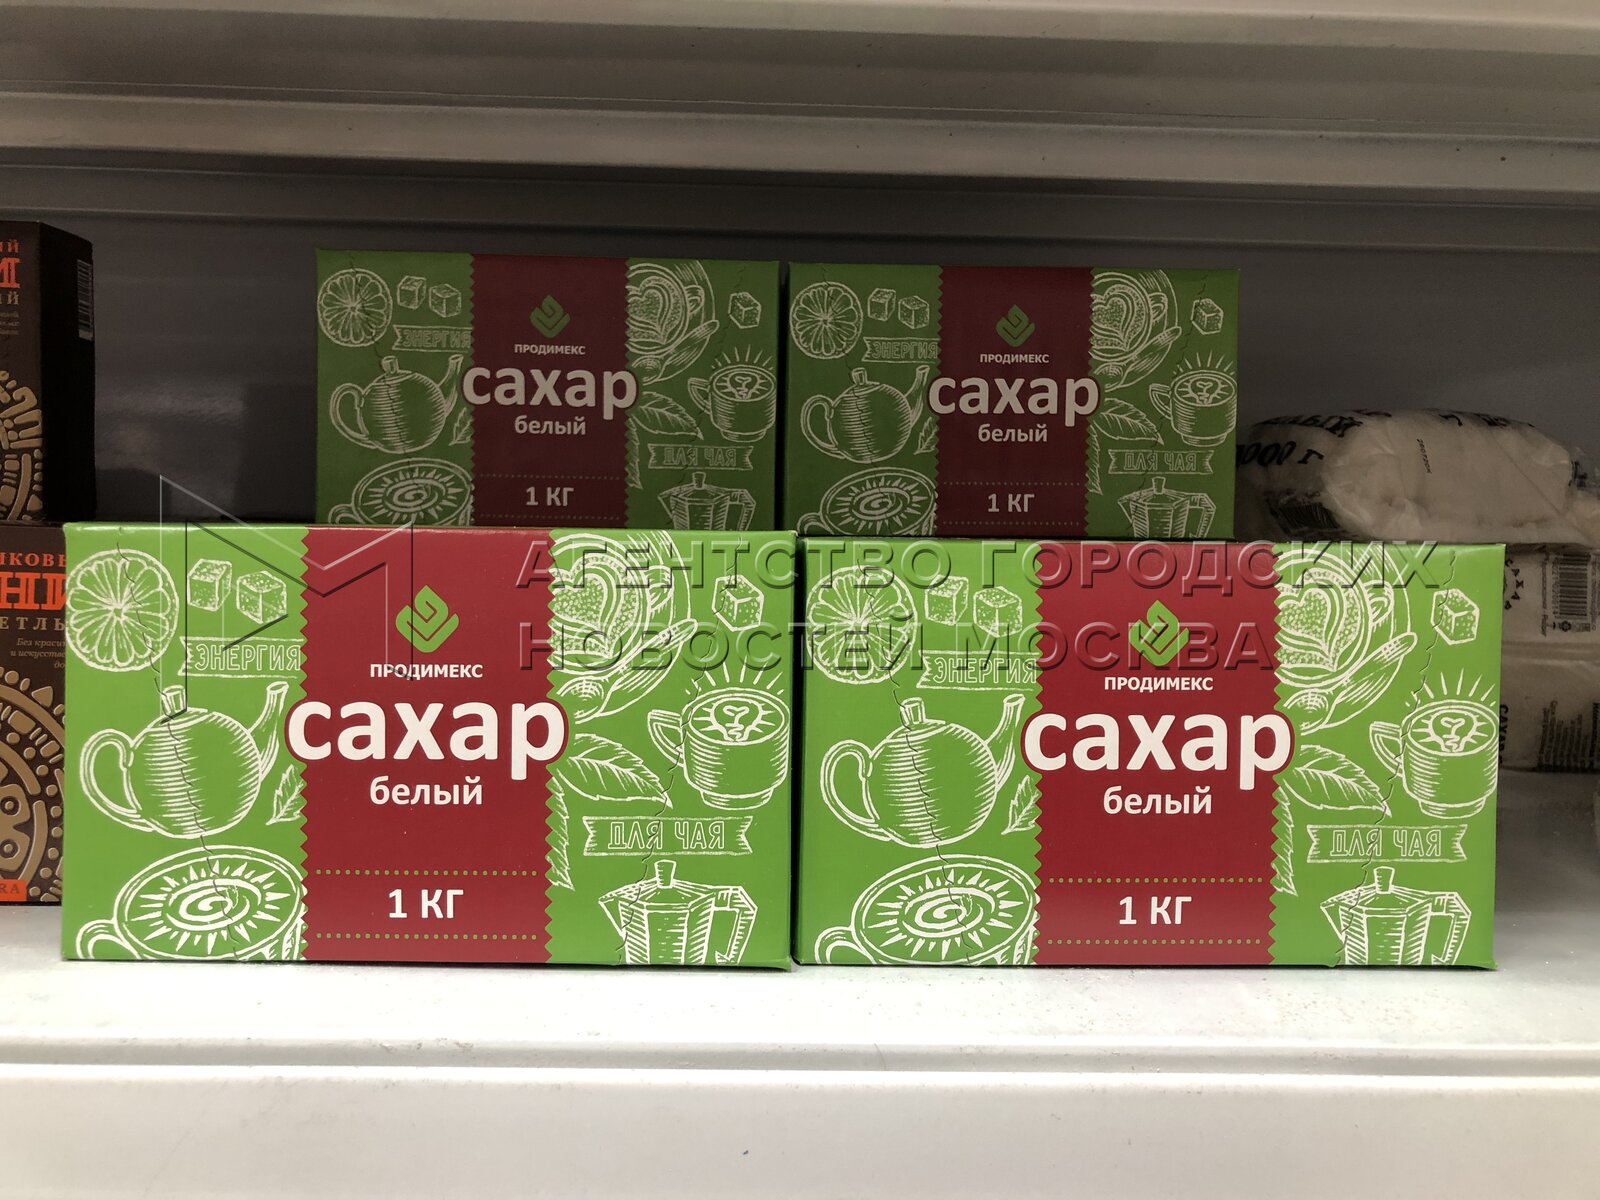 ЭНЕРГИЯ
ПРОДИМЕКС
сахар
белый
ДЛЯ ЧАЯ
1 КГ
ЭНЕРГИЯ
ПРОДИМЕКС
сахар
белый
ДЛЯ ЧАЯ
1 КГ
АГЕНТСТВО ГОРОДСКИХ
НОВОСТЕЙ МОСКВА
ЭНЕРГИЯ
ПРОДИМЕКС
сахар
белый
ДЛЯ ЧАЯ
1 КГ
ЭНЕРГИЯ
ПРОДИМЕКС
сахар
белый
ДЛЯ ЧАЯ
1 КГ